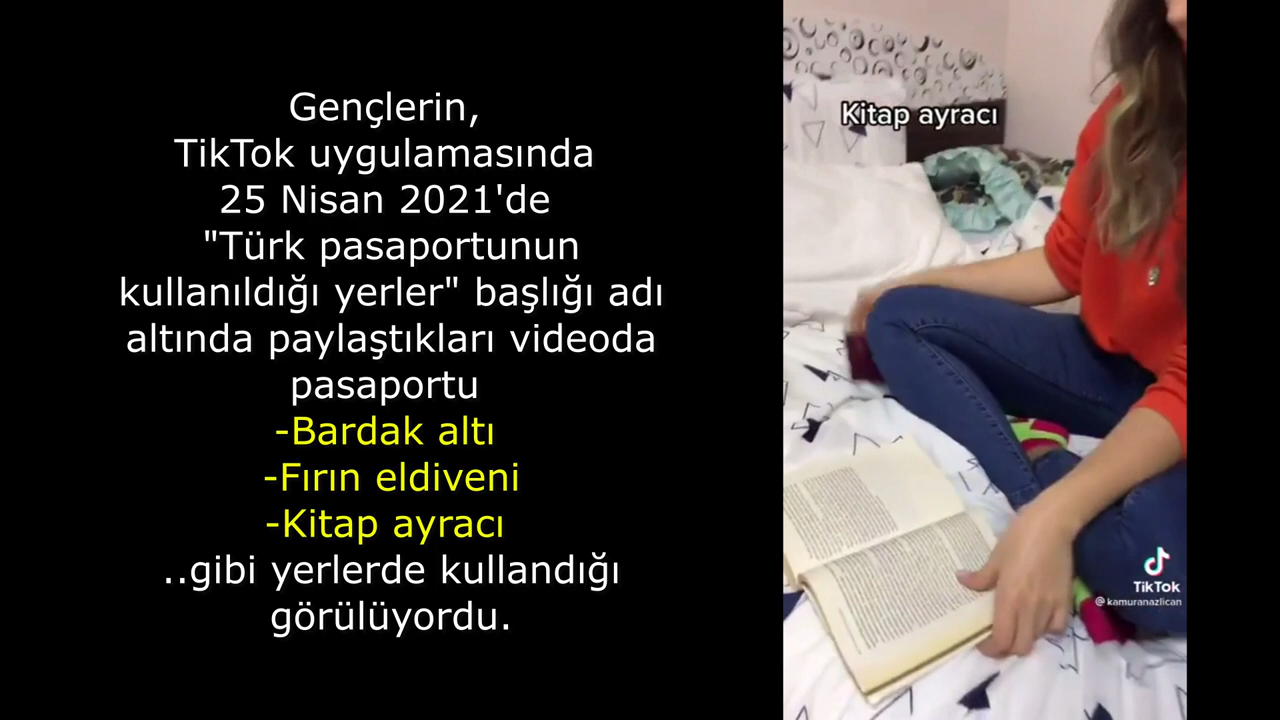 Gençlerin,
TikTok uygulamasında
25 Nisan 2021'de
"Türk pasaportunun
kullanıldığı yerler" başlığı adı
altında paylaştıkları videoda
pasaportu
-Bardak altı
-Fırın eldiveni
-Kitap ayracı
..gibi yerlerde kullandığı
görülüyordu.
Kitap ayracı
TikTok
@kamuranazlican